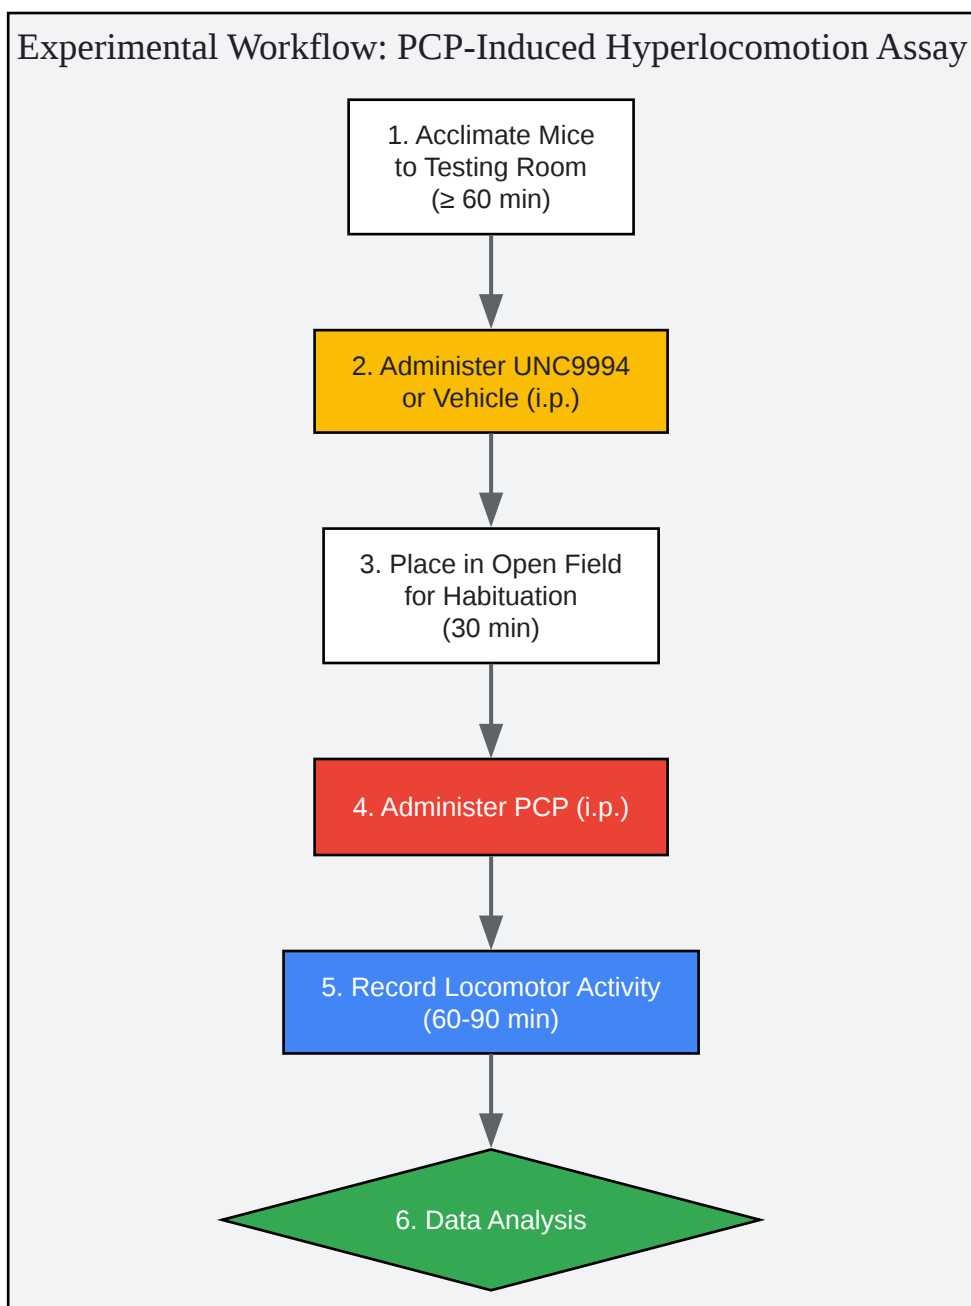 Experimental Workflow: PCP-Induced Hyperlocomotion Assay
1. Acclimate Mice
to Testing Room
(≥ 60 min)
2. Administer UNC9994
or Vehicle (i.p.)
3. Place in Open Field
for Habituation
(30 min)
4. Administer PCP (i.p.)
5. Record Locomotor Activity
(60-90 min)
6. Data Analysis